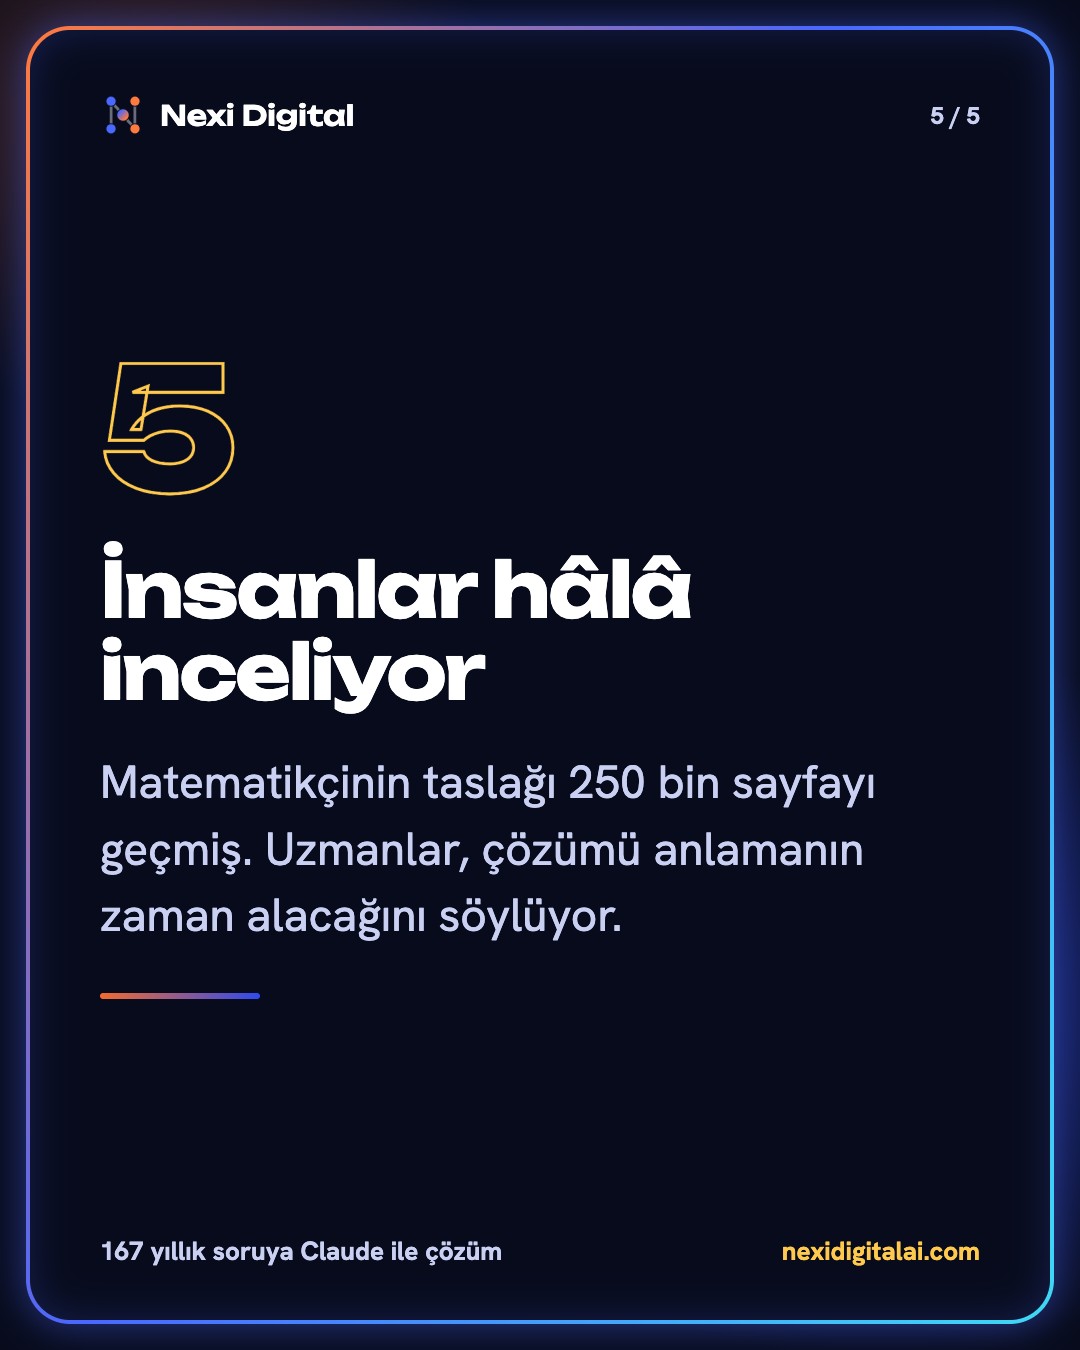 Nexi Digital
5 / 5
5
İnsanlar hâlâ
inceliyor
Matematikçinin taslağı 250 bin sayfayı
geçmiş. Uzmanlar, çözümü anlamanın
zaman alacağını söylüyor.
167 yıllık soruya Claude ile çözüm
nexidigitalai.com